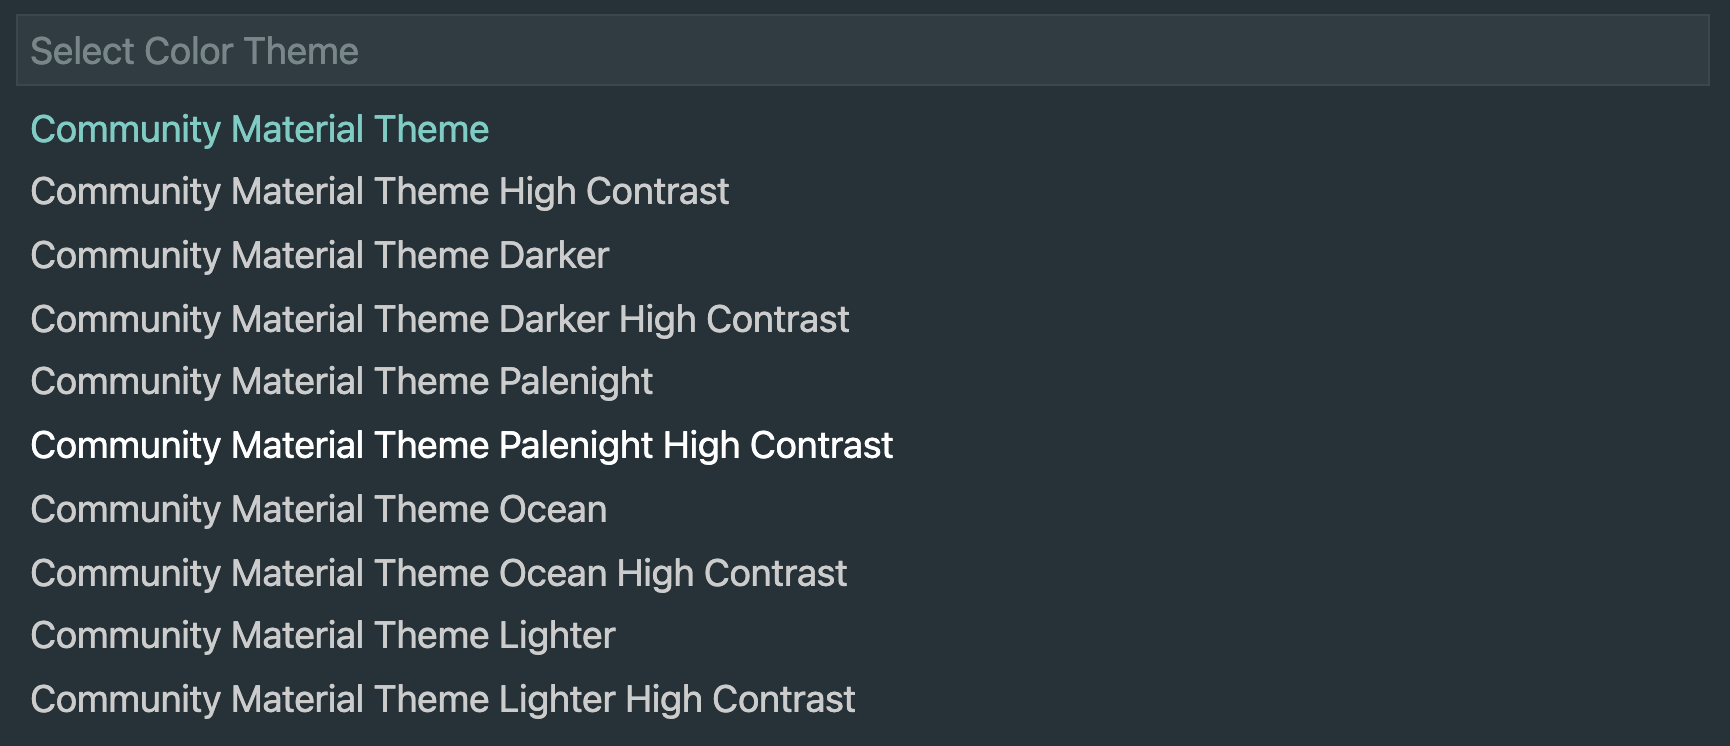 Select Color Theme
Community Material Theme
Community Material Theme High Contrast
Community Material Theme Darker
Community Material Theme Darker High Contrast
Community Material Theme Palenight
Community Material Theme Palenight High Contrast
Community Material Theme Ocean
Community Material Theme Ocean High Contrast
Community Material Theme Lighter
Community Material Theme Lighter High Contrast